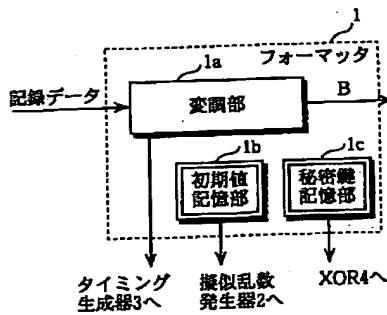 1
フォーマッタ
1a
記録データ
変調部
B
1b
1c
初期値
記憶部
秘密鍵
記憶部
タイミング
生成器3へ
擬似乱数
発生器2へ
XOR4へ